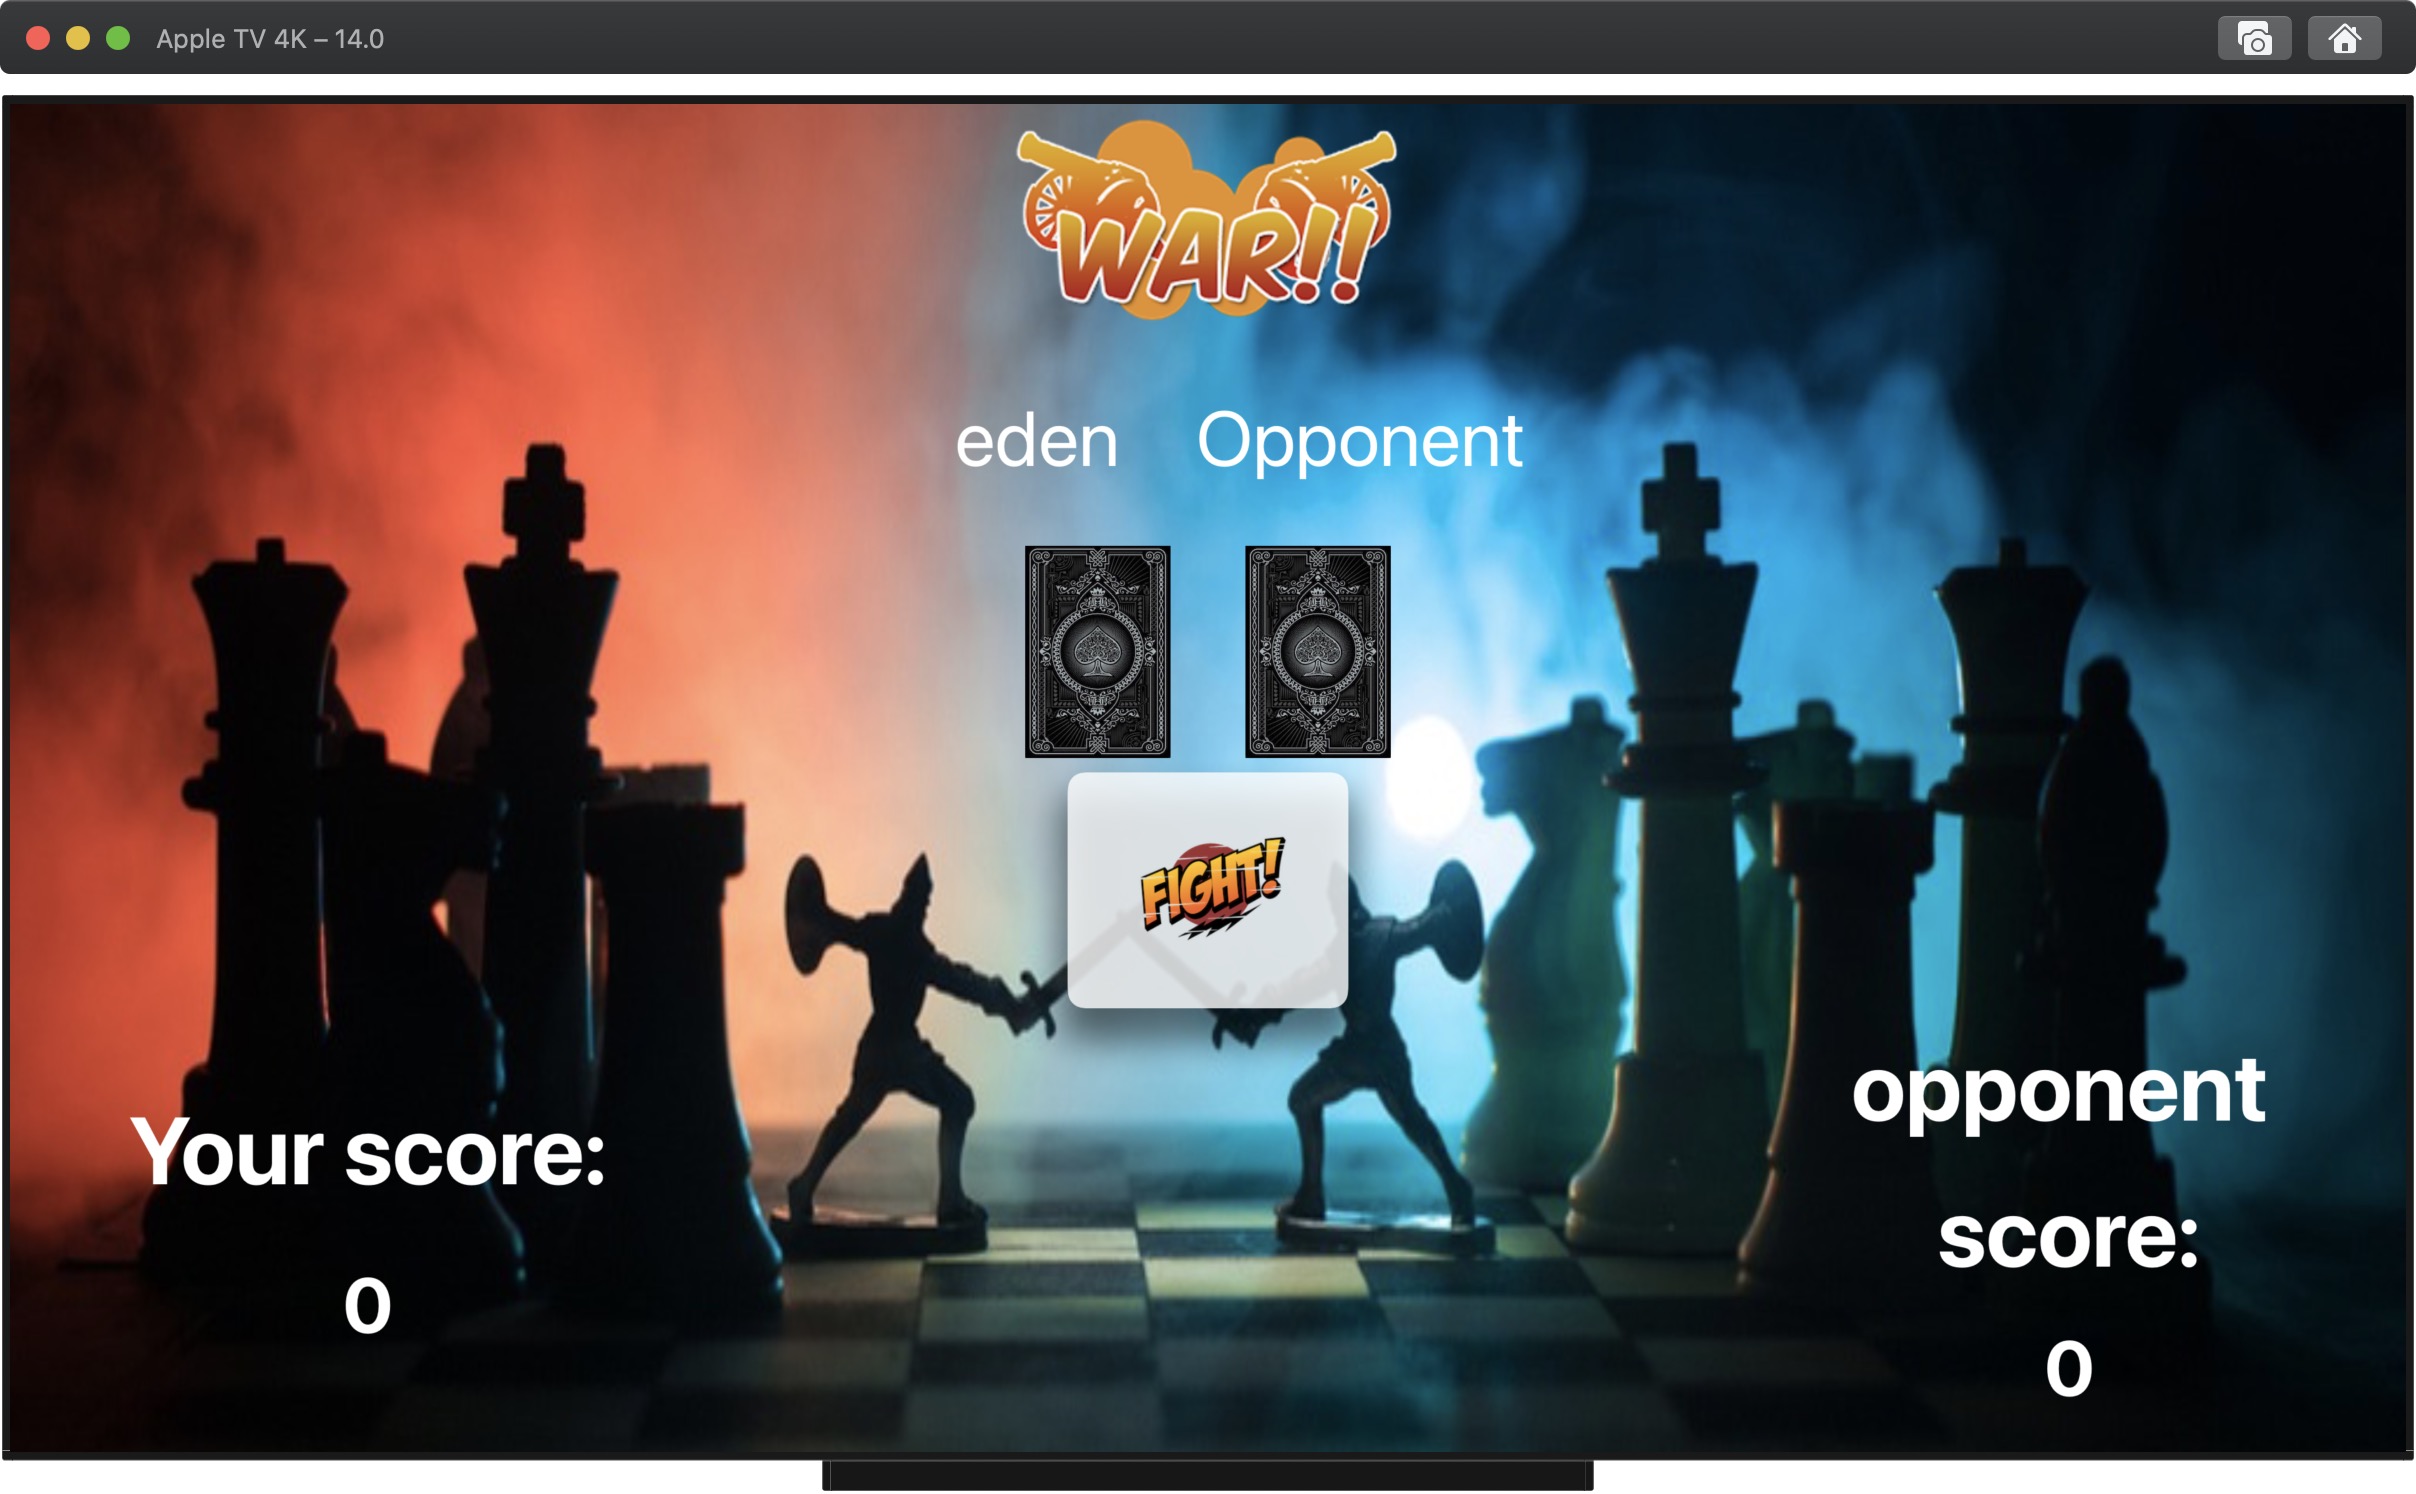 Apple TV 4K – 14.0
WAR!!
eden Opponent
FIGHT!
Your score:
0
opponent
score:
0